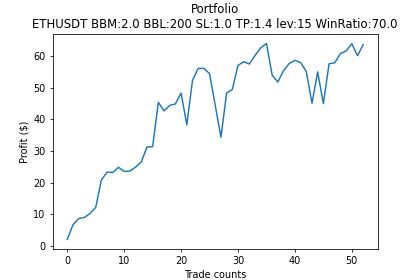 Portfolio
ETHUSDT BBM:2.0 BBL:200 SL:1.0 TP:1.4 lev:15 WinRatio:70.0
Profit ($)
60
50
40
30
20
10
0
0 10 20 30 40 50
Trade counts